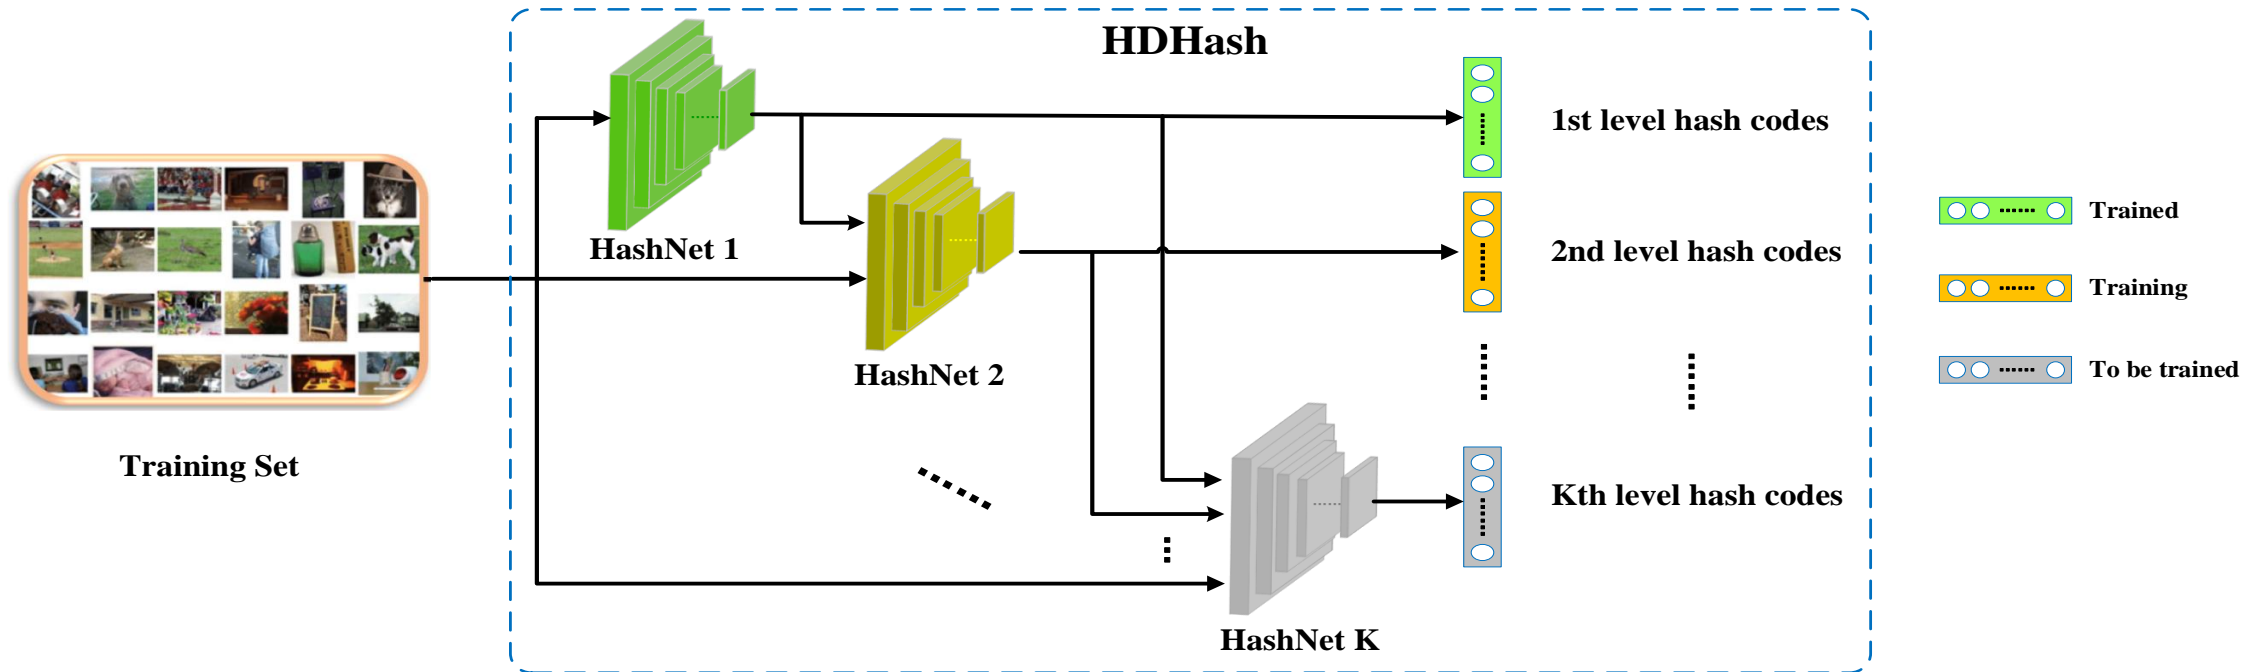 HDHash
1st level hash codes
HashNet 1
2nd level hash codes
HashNet 2
Training Set
Kth level hash codes
HashNet K
Trained
Training
To be trained